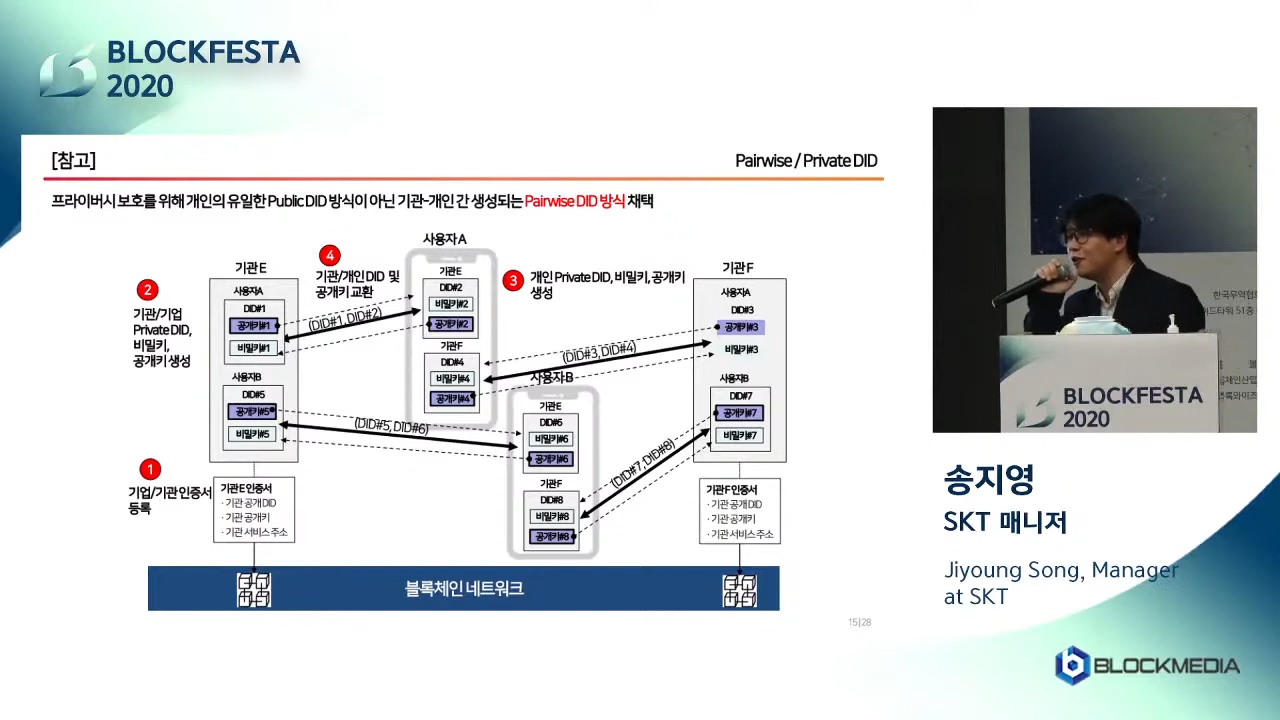 BLOCKFESTA
2020
[참고]
Pairwise / Private DID
프라이버시 보호를 위해 개인의 유일한 Public DID 방식이 아닌 기관-개인 간 생성되는 Pairwise DID 방식 채택
2
기관/기업
Private DID,
비밀키,
공개키 생성
기관 E
사용자A
DID#1
공개키#1
비밀키#1
사용자B
DID#5
공개키#5
비밀키#5
4
기관/개인 DID 및
공개키 교환
(DID#1, DID#2)
(DID#5, DID#6)
사용자 A
기관E
DID#2
비밀키#2
공개키#2
기관F
DID#4
비밀키#4
공개키#4
3
개인 Private DID, 비밀키, 공개키
생성
(DID#3, DID#4)
사용자 B
기관E
DID#6
비밀키#6
공개키#6
기관F
DID#8
비밀키#8
공개키#8
(DID#7, DID#8)
기관 F
사용자A
DID#3
공개키#3
비밀키#3
사용자B
DID#7
공개키#7
비밀키#7
1
기업/기관 인증서
등록
기관 E 인증서
· 기관 공개 DID
· 기관 공개키
· 기관 서비스 주소
기관 F 인증서
· 기관 공개 DID
· 기관 공개키
· 기관 서비스 주소
블록체인 네트워크
15|28
한국무역협
드타워 51층
BLOCKFESTA
2020
송지영
SKT 매니저
Jiyoung Song, Manager
at SKT
BLOCKMEDIA